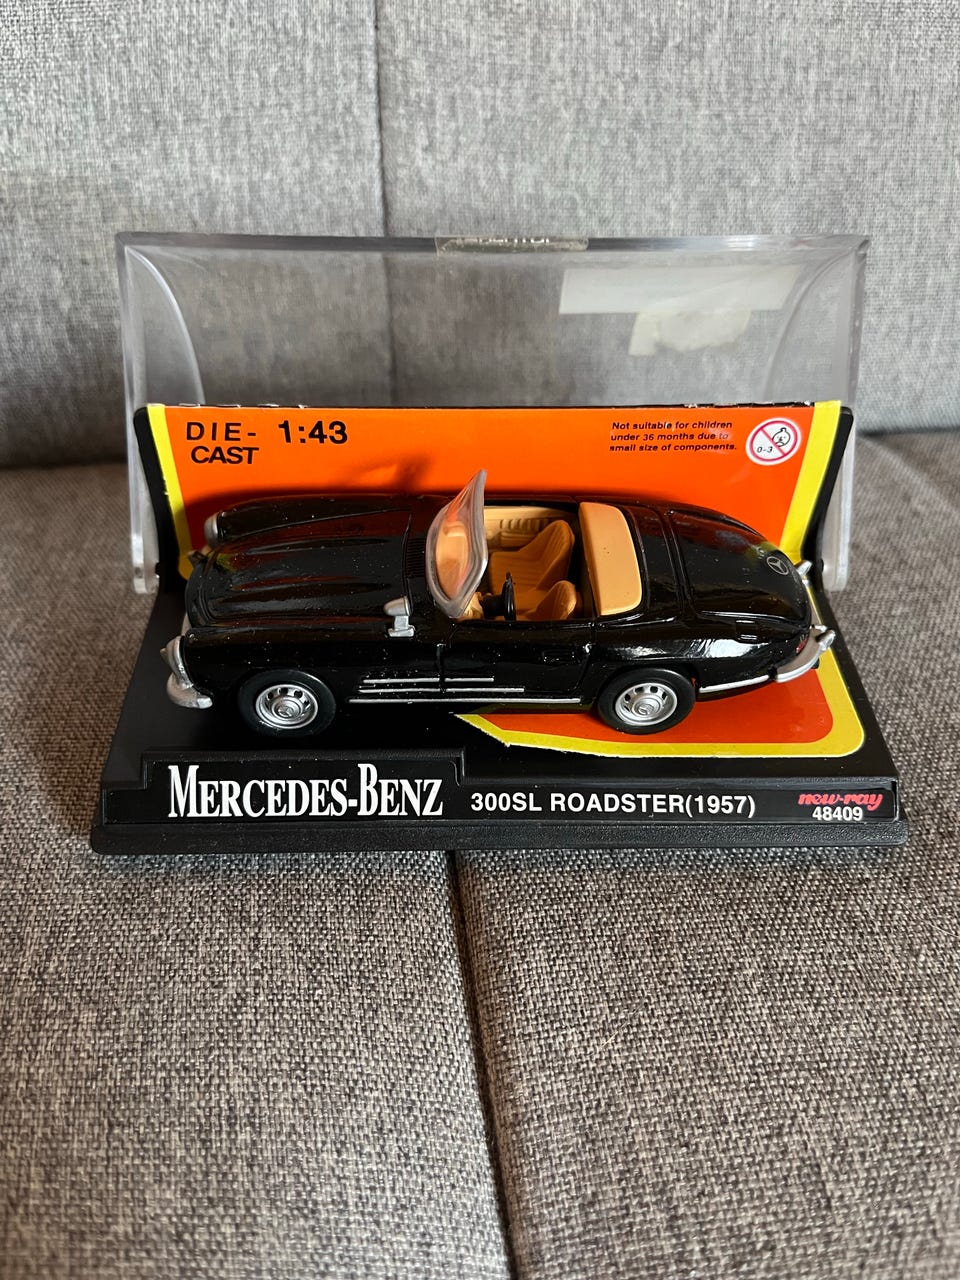 DIE-
CAST
1:43
Not suitable for children
under 36 months due to
small size of components.
0-3
MERCEDES-BENZ
300SL ROADSTER(1957)
new-ray
48409